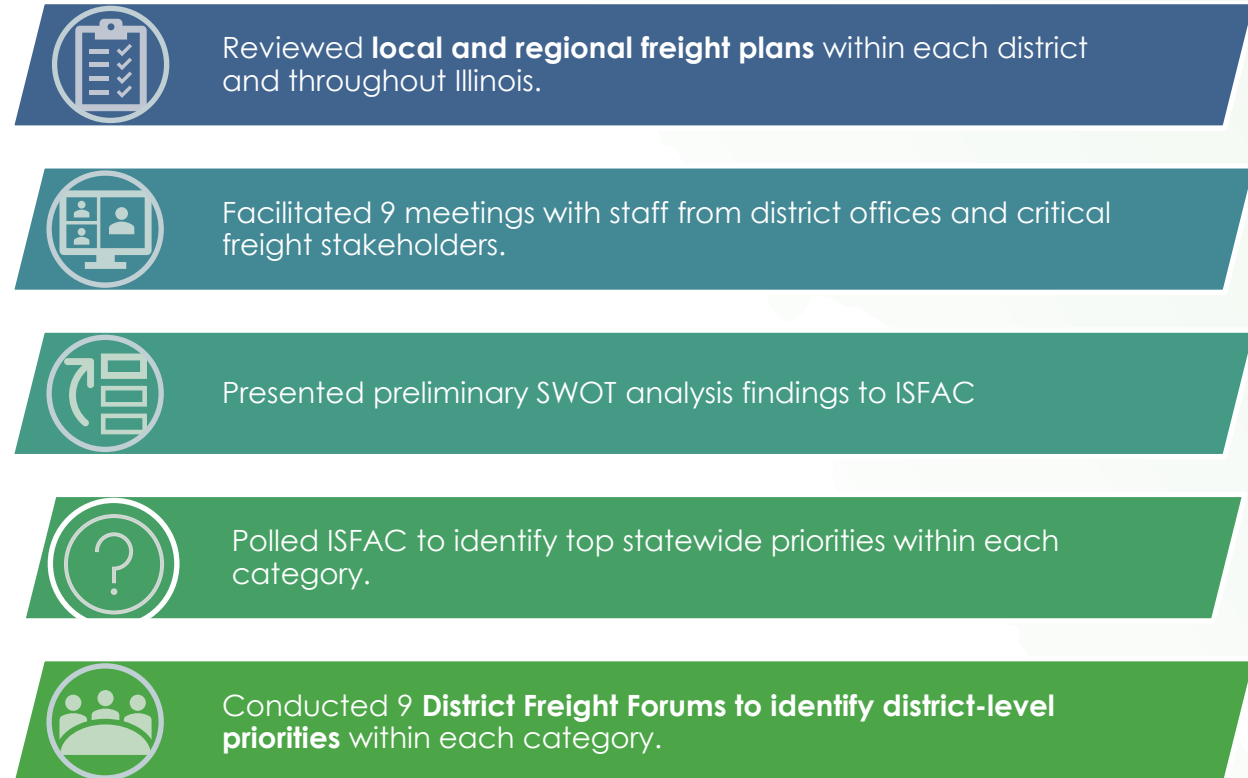 Reviewed local and regional freight plans within each district
and throughout Illinois.
Facilitated 9 meetings with staff from district offices and critical
freight stakeholders.
Presented preliminary SWOT analysis findings to ISFAC
Polled ISFAC to identify top statewide priorities within each
category.
Conducted 9 District Freight Forums to identify district-level
priorities within each category.